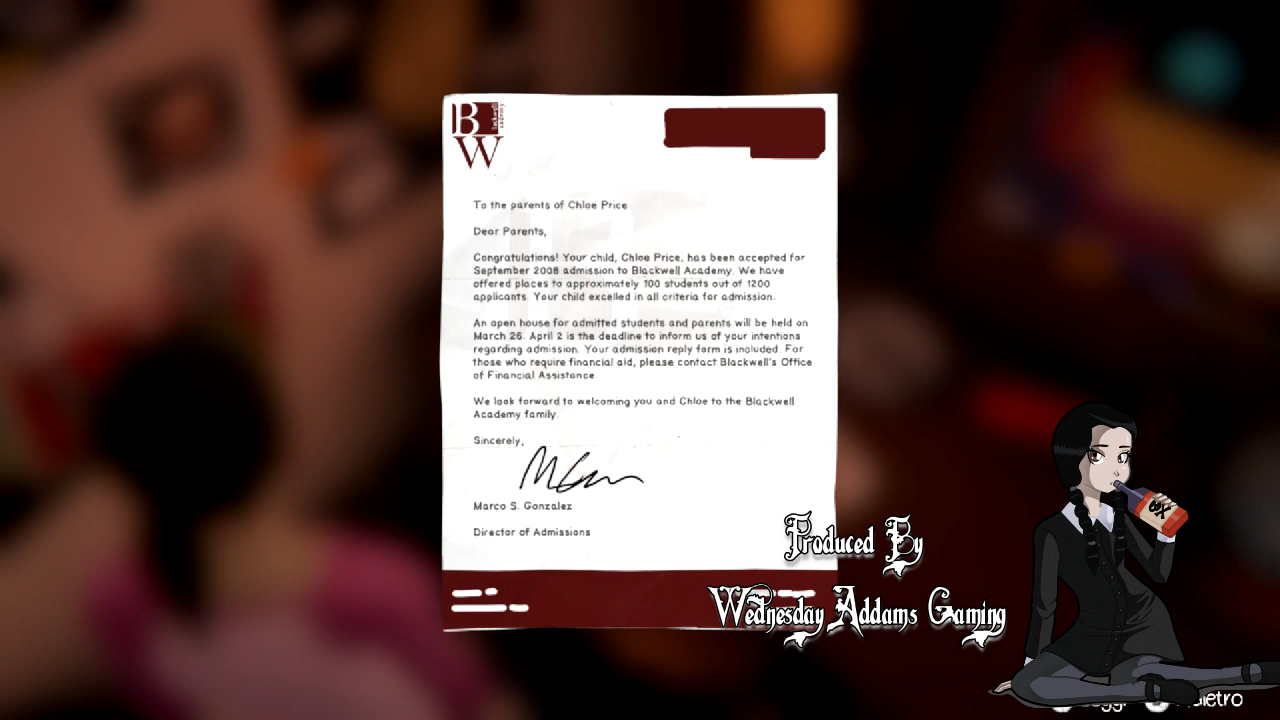 BW
Blackwell
academy
To the parents of Chloe Price
Dear Parents,
Congratulations! Your child, Chloe Price, has been accepted for
September 2008 admission to Blackwell Academy. We have
offered places to approximately 100 students out of 1200
applicants. Your child excelled in all criteria for admission.
An open house for admitted students and parents will be held on
March 26. April 2 is the deadline to inform us of your intentions
regarding admission. Your admission reply form is included. For
those who require financial aid, please contact Blackwell's Office
of Financial Assistance.
We look forward to welcoming you and Chloe to the Blackwell
Academy family.
Sincerely,
Marco S. Gonzalez
Director of Admissions
Produced By
Wednesday Addams Gaming